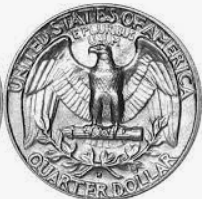 UNITED STATES OF AMERICA
E PLURIBUS
UNUM
QUARTER DOLLAR